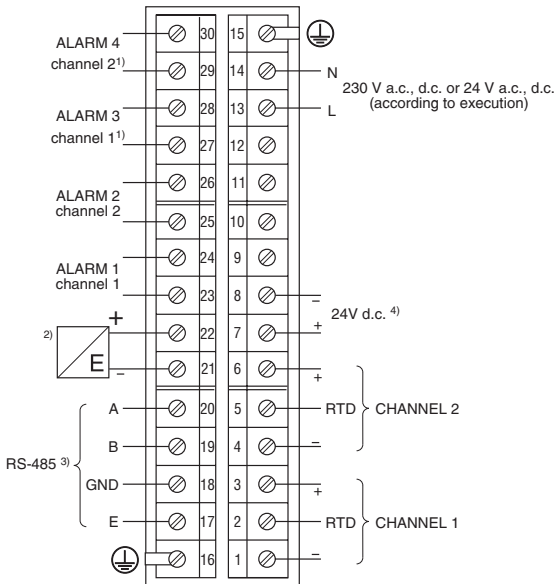 30 15
ALARM 4
channel 2¹⁾
29 14 N
230 V a.c., d.c. or 24 V a.c., d.c.
(according to execution)
28 13 L
ALARM 3
channel 1¹⁾
27 12
26 11
ALARM 2
channel 2
25 10
24 9
ALARM 1
channel 1
23 8 –
24V d.c. ⁴⁾
+ 22 7 +
²⁾ E
– 21 6 +
A 20 5 RTD CHANNEL 2
B 19 4 –
RS-485 ³⁾
GND 18 3 +
E 17 2 RTD CHANNEL 1
16 1 –